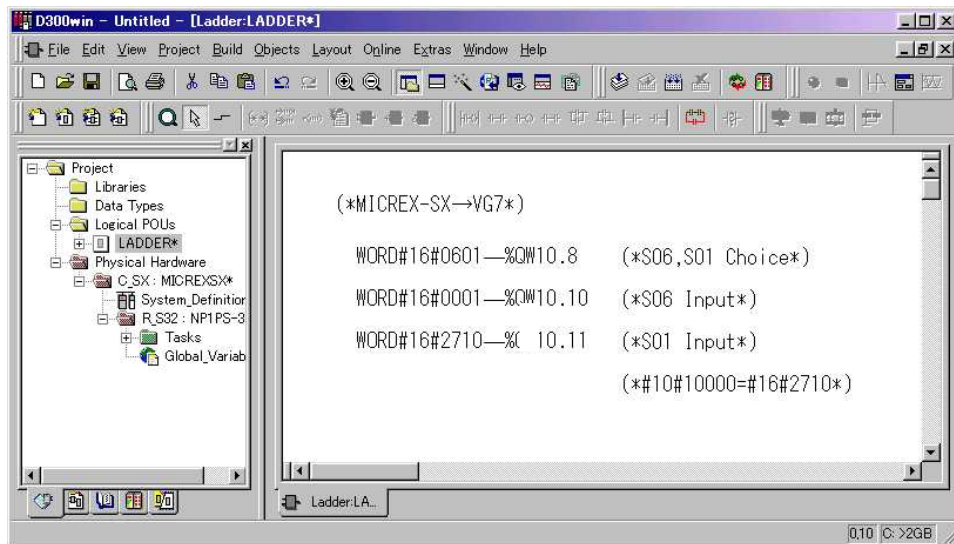 D300win - Untitled - [Ladder:LADDER*]
File Edit View Project Build Objects Layout Online Extras Window Help
Project
Libraries
Data Types
Logical POUs
LADDER*
Physical Hardware
C_SX : MICREXSX*
System_Definition
R_S32 : NP1PS-3
Tasks
Global_Variab
(*MICREX-SX→VG7*)
WORD#16#0601—%QW10.8 (*S06,S01 Choice*)
WORD#16#0001—%QW10.10 (*S06 Input*)
WORD#16#2710—%( 10.11 (*S01 Input*)
(*#10#10000=#16#2710*)
Ladder:LA...
0,10 C: >2GB